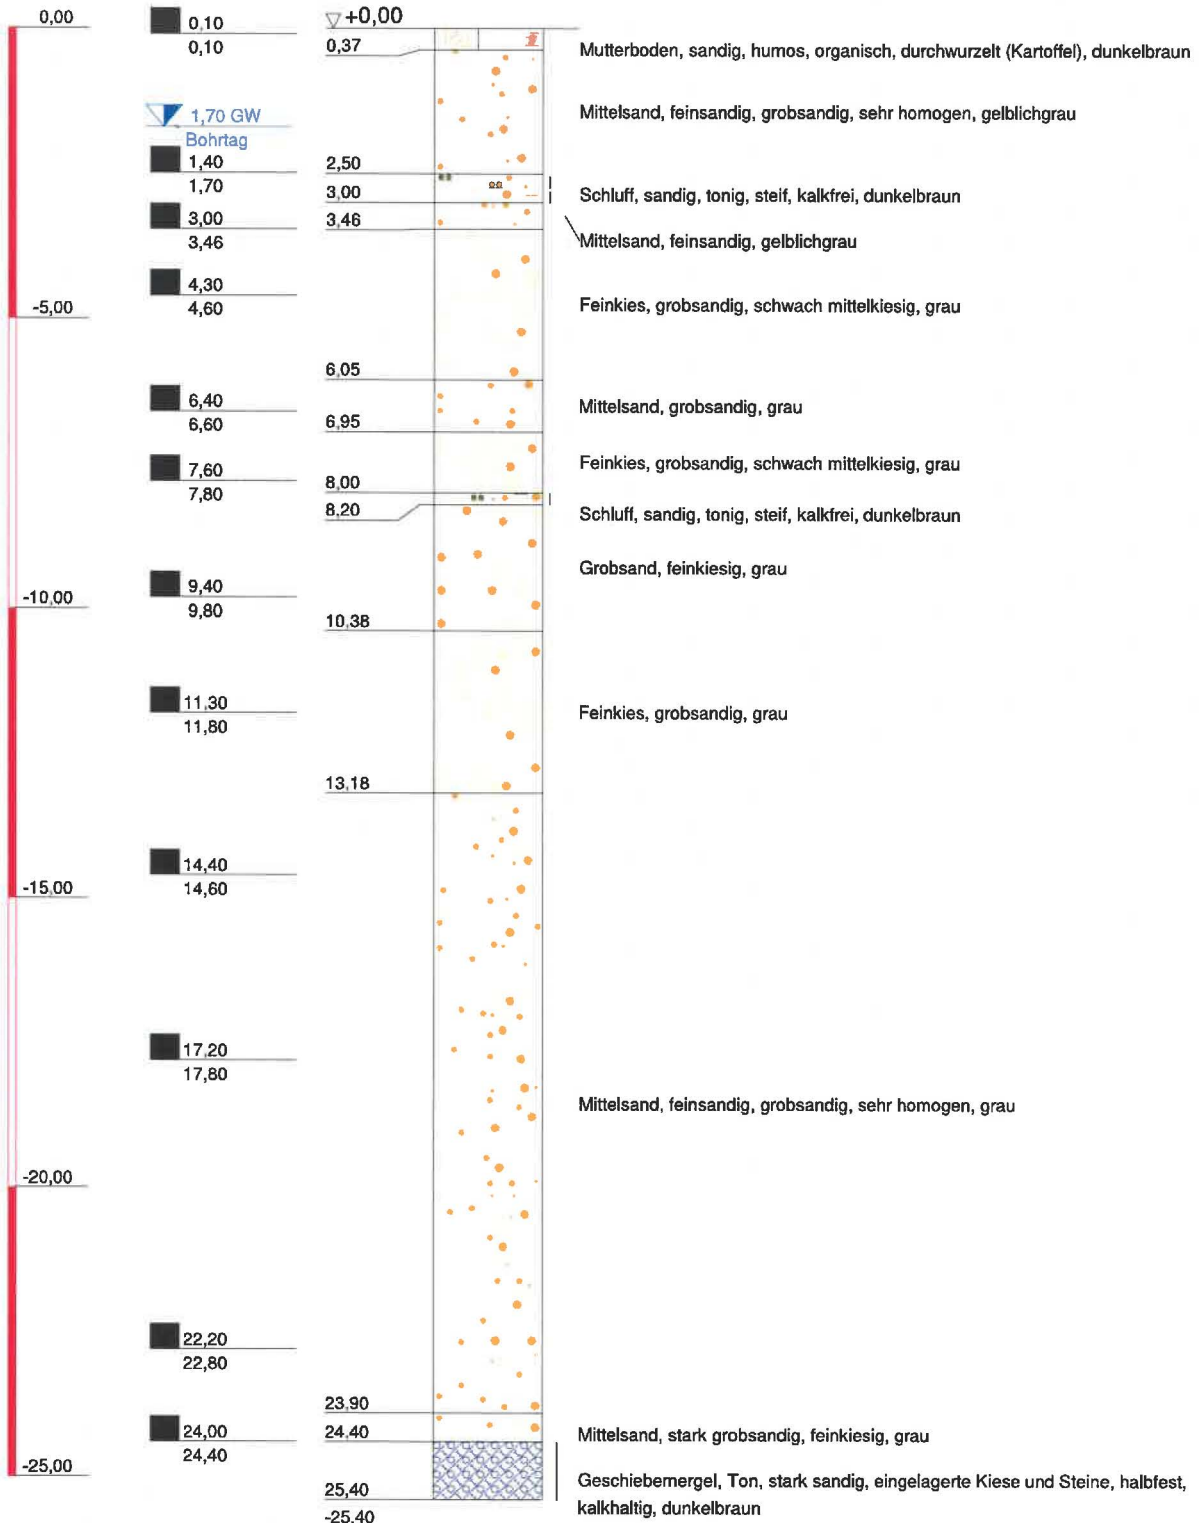 0,00
0,10
0,10
+0,00
0,37
Mutterboden, sandig, humos, organisch, durchwurzelt (Kartoffel), dunkelbraun
1,70 GW
Bohrtag
Mittelsand, feinsandig, grobsandig, sehr homogen, gelblichgrau
1,40
1,70
2,50
3,00
Schluff, sandig, tonig, steif, kalkfrei, dunkelbraun
3,00
3,46
3,46
Mittelsand, feinsandig, gelblichgrau
4,30
4,60
-5,00
Feinkies, grobsandig, schwach mittelkiesig, grau
6,05
6,40
6,60
6,95
Mittelsand, grobsandig, grau
7,60
7,80
8,00
Feinkies, grobsandig, schwach mittelkiesig, grau
8,20
Schluff, sandig, tonig, steif, kalkfrei, dunkelbraun
Grobsand, feinkiesig, grau
9,40
9,80
-10,00
10,38
11,30
11,80
Feinkies, grobsandig, grau
13,18
14,40
14,60
-15,00
17,20
17,80
Mittelsand, feinsandig, grobsandig, sehr homogen, grau
-20,00
22,20
22,80
23,90
24,00
24,40
24,40
Mittelsand, stark grobsandig, feinkiesig, grau
-25,00
25,40
-25,40
Geschiebemergel, Ton, stark sandig, eingelagerte Kiese und Steine, halbfest,
kalkhaltig, dunkelbraun